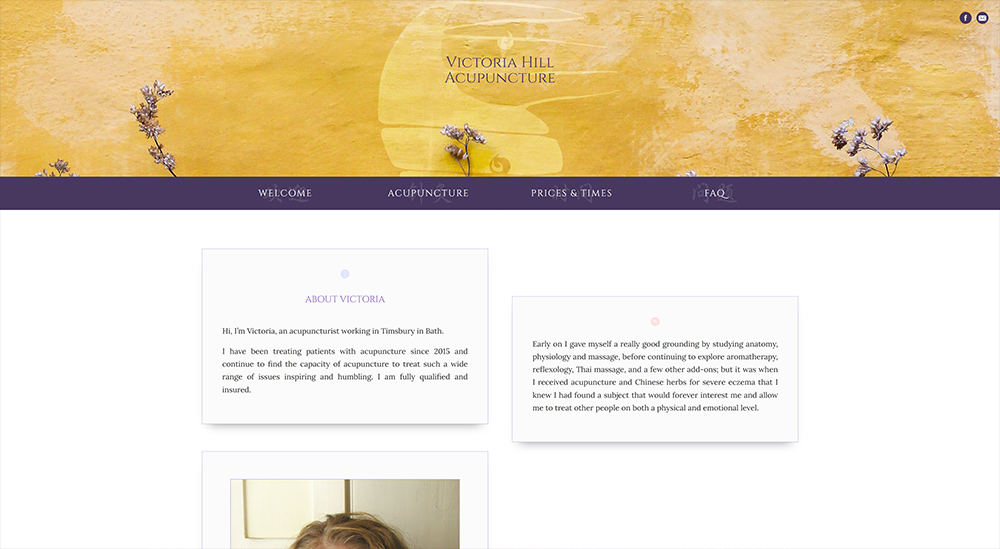 VICTORIA HILL
ACUPUNCTURE
WELCOME
ACUPUNCTURE
PRICES & TIMES
FAQ
ABOUT VICTORIA
Hi, I'm Victoria, an acupuncturist working in Timsbury in Bath.
I have been treating patients with acupuncture since 2015 and
continue to find the capacity of acupuncture to treat such a wide
range of issues inspiring and humbling. I am fully qualified and
insured.
Early on I gave myself a really good grounding by studying anatomy,
physiology and massage, before continuing to explore aromatherapy,
reflexology, Thai massage, and a few other add-ons; but it was when
I received acupuncture and Chinese herbs for severe eczema that I
knew I had found a subject that would forever interest me and allow
me to treat other people on both a physical and emotional level.